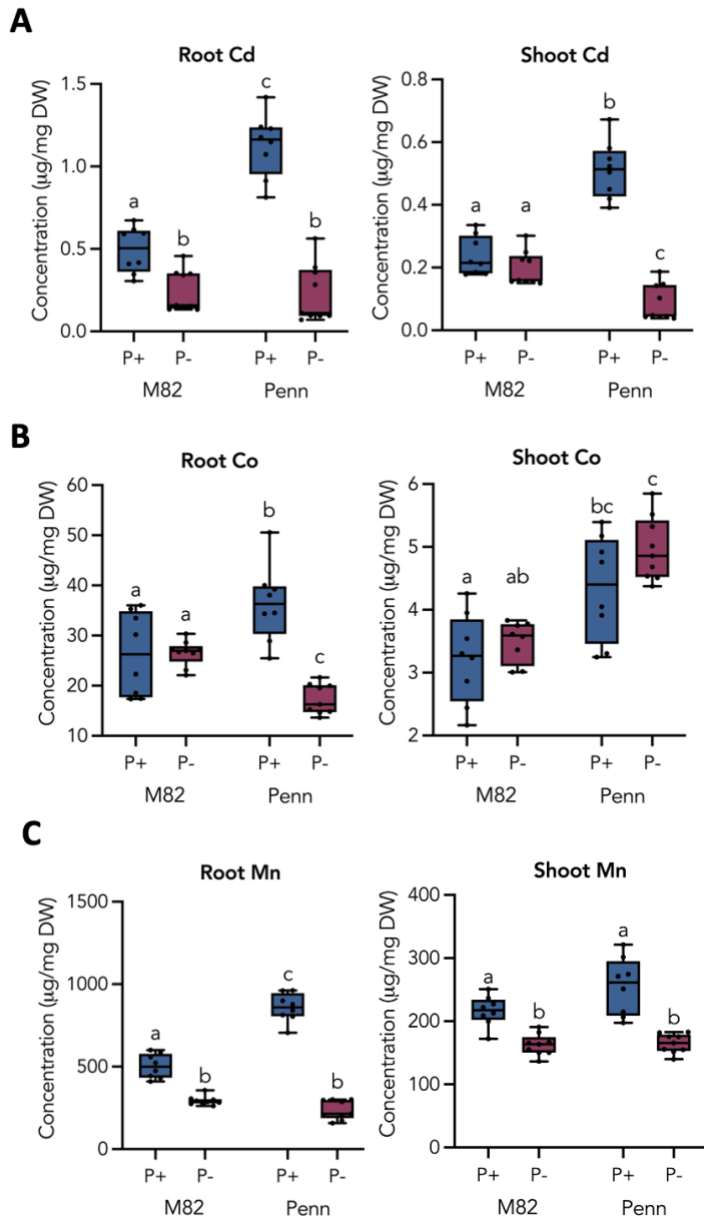 A
Root Cd
Shoot Cd
Concentration (µg/mg DW)
1.5
1.0
0.5
0.0
a
b
c
b
P+ P- P+ P-
M82 Penn
Concentration (µg/mg DW)
0.8
0.6
0.4
0.2
0.0
a
a
b
c
P+ P- P+ P-
M82 Penn
B
Root Co
Shoot Co
Concentration (µg/mg DW)
60
50
40
30
20
10
a
a
b
c
P+ P- P+ P-
M82 Penn
Concentration (µg/mg DW)
6
5
4
3
2
a
ab
bc
c
P+ P- P+ P-
M82 Penn
C
Root Mn
Shoot Mn
Concentration (µg/mg DW)
1500
1000
500
0
a
b
c
b
P+ P- P+ P-
M82 Penn
Concentration (µg/mg DW)
400
300
200
100
0
a
b
a
b
P+ P- P+ P-
M82 Penn